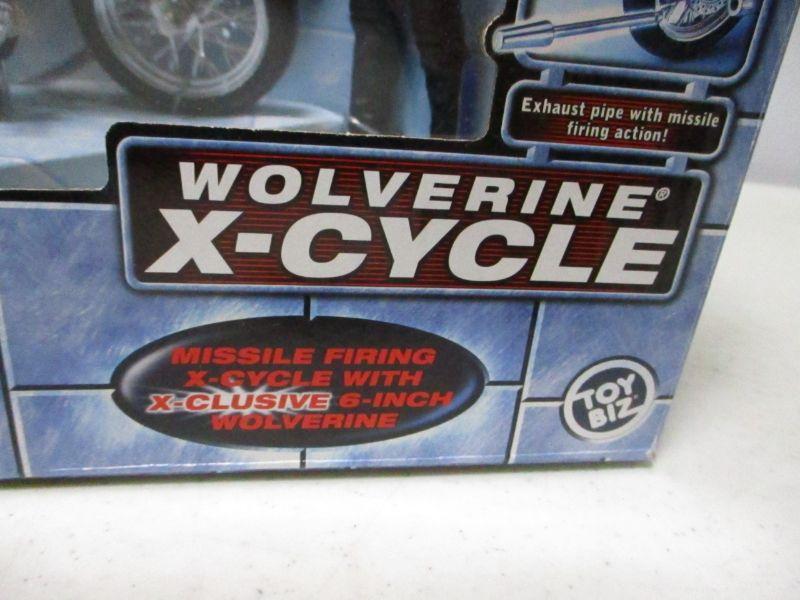 Exhaust pipe with missile
firing action!
WOLVERINE®
X-CYCLE
MISSILE FIRING
X-CYCLE WITH
X-CLUSIVE 6-INCH
WOLVERINE
TOY
BIZ